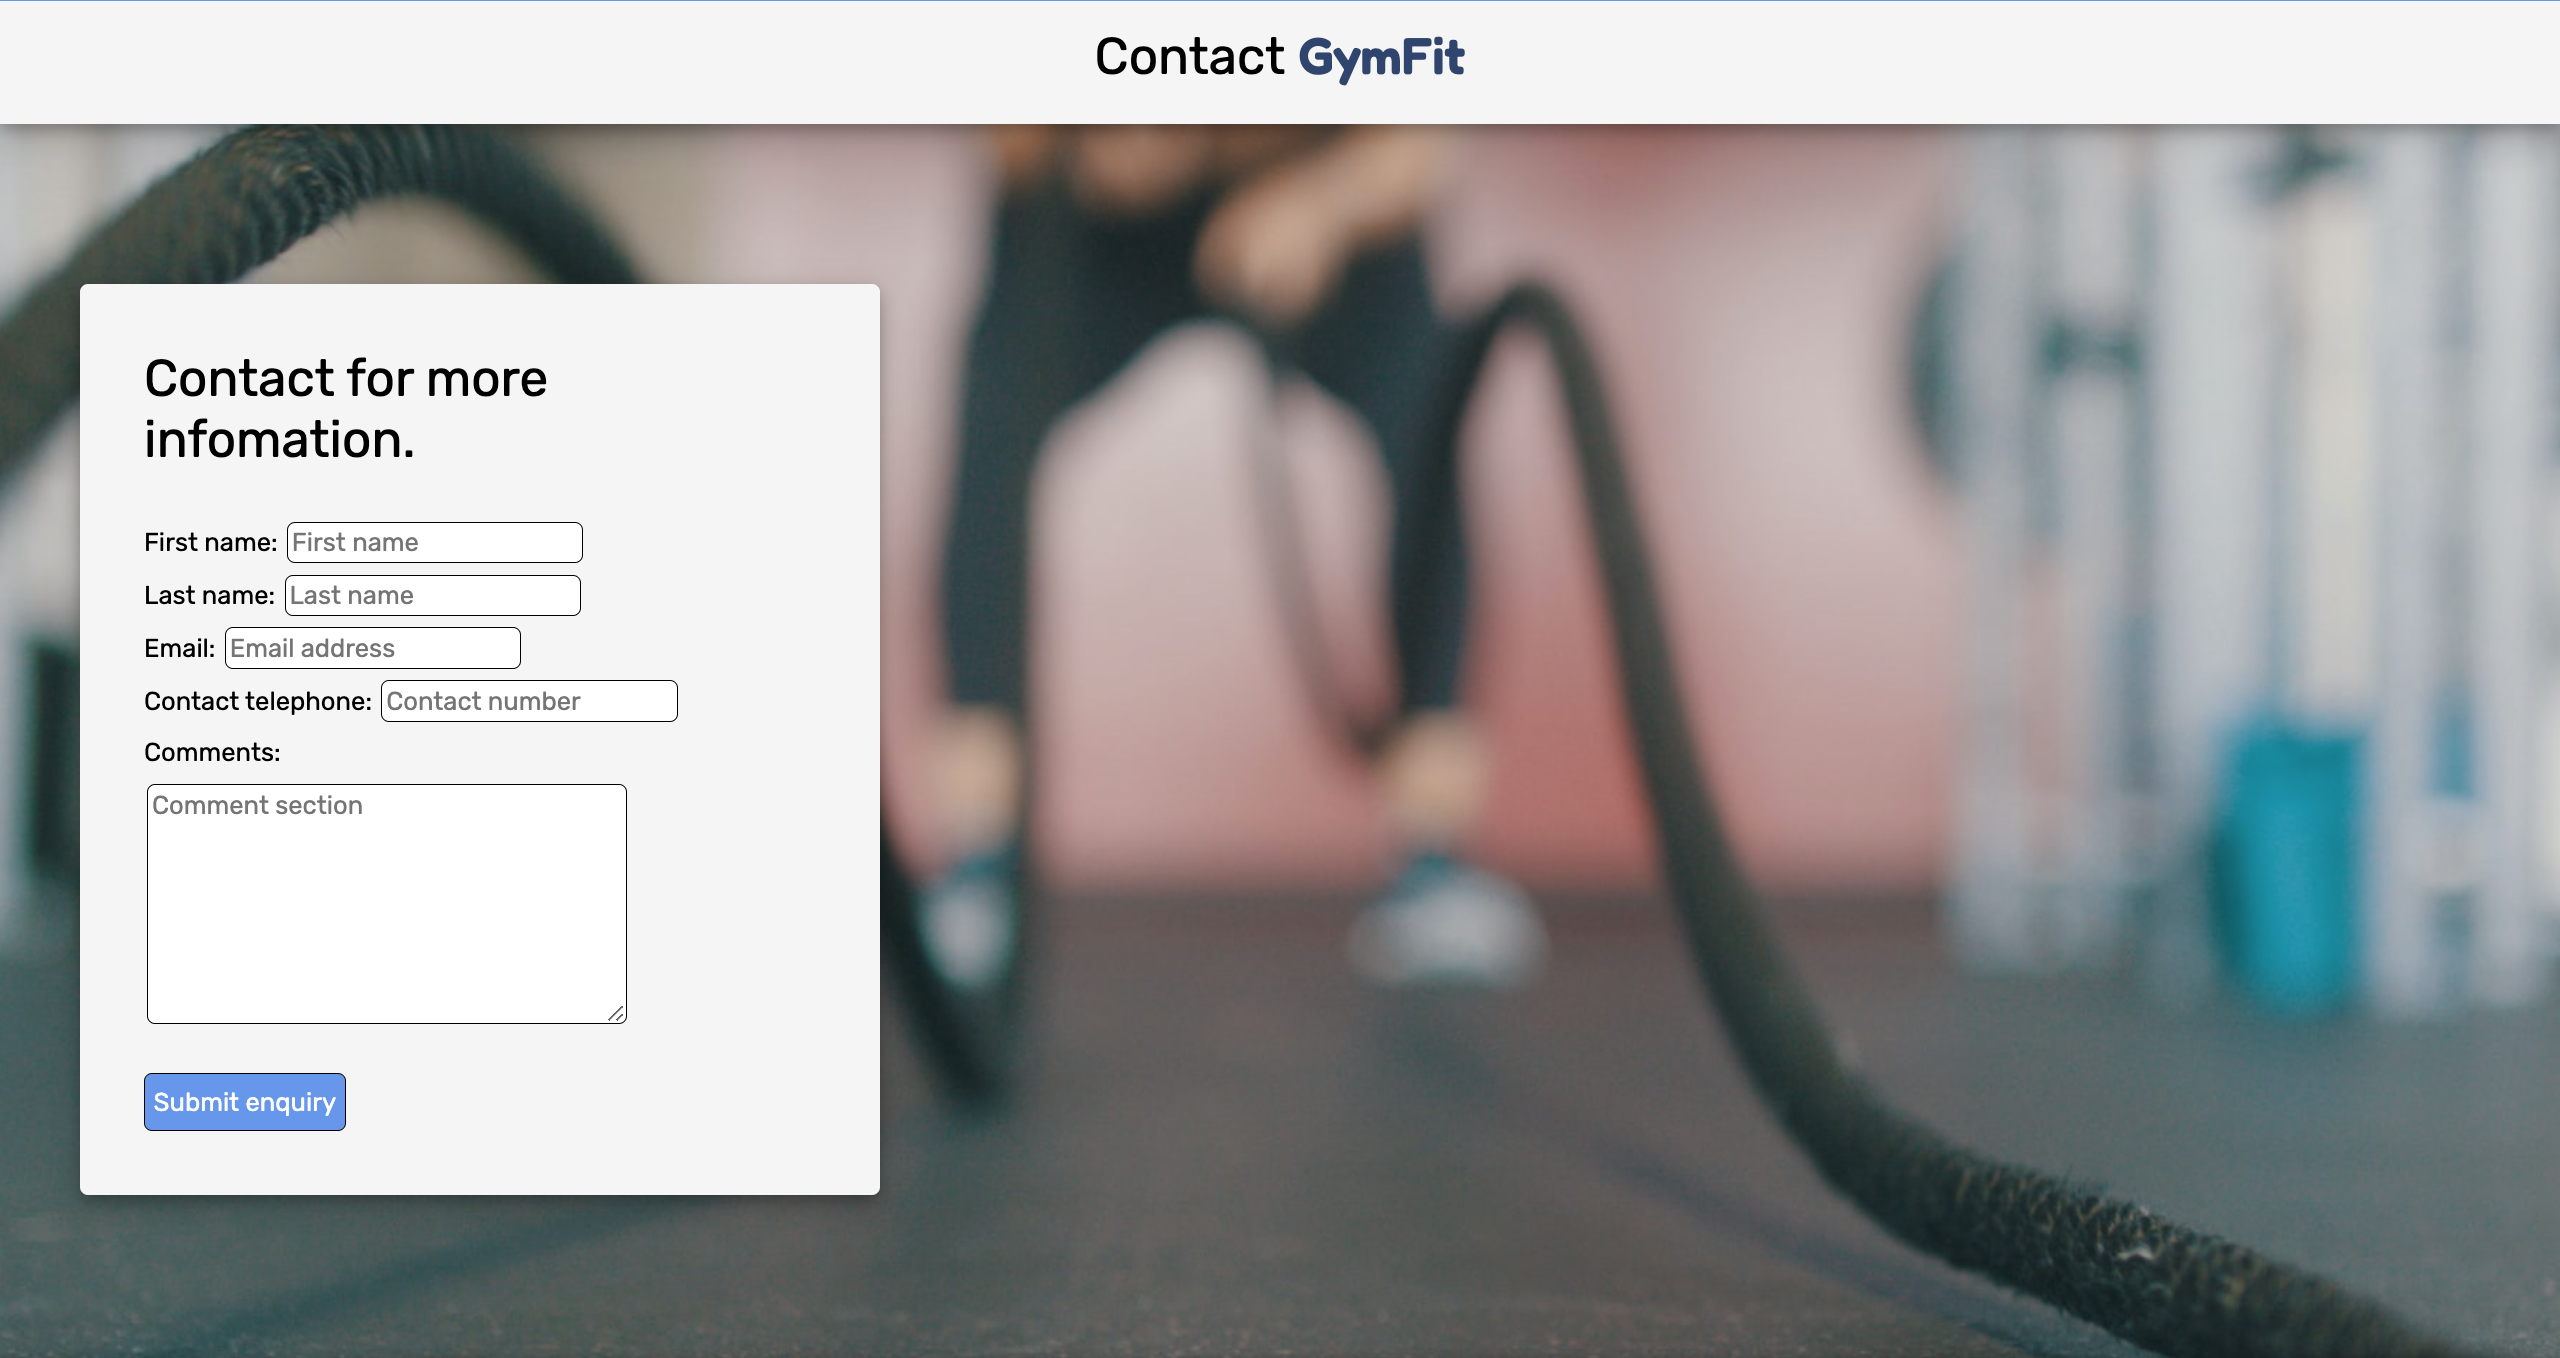 Contact GymFit
Contact for more
infomation.
First name: First name
Last name: Last name
Email: Email address
Contact telephone: Contact number
Comments:
Comment section
Submit enquiry